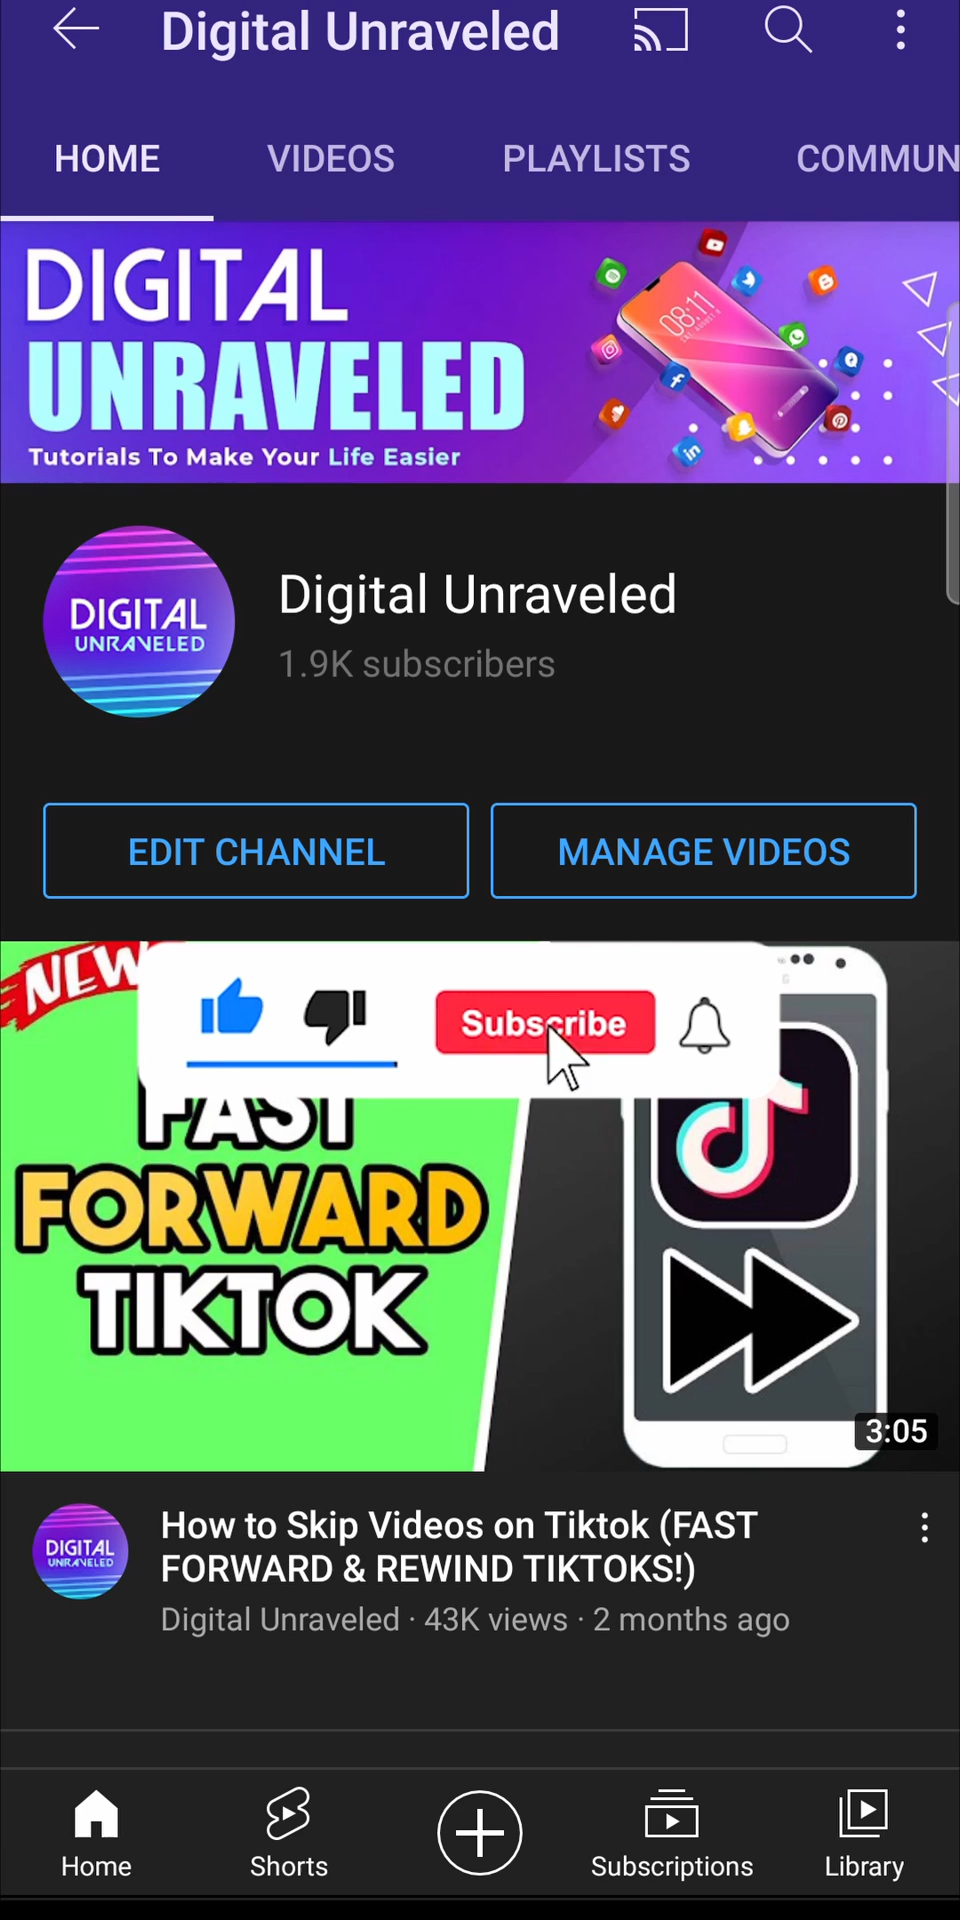 Digital Unraveled
HOME VIDEOS PLAYLISTS COMMUN
DIGITAL
UNRAVELED
Tutorials To Make Your Life Easier
08:11
DIGITAL
UNRAVELED
Digital Unraveled
1.9K subscribers
EDIT CHANNEL MANAGE VIDEOS
NEW
Subscribe
FAST
FORWARD
TIKTOK
3:05
DIGITAL
UNRAVELED
How to Skip Videos on Tiktok (FAST
FORWARD & REWIND TIKTOKS!)
Digital Unraveled · 43K views · 2 months ago
Home Shorts Subscriptions Library